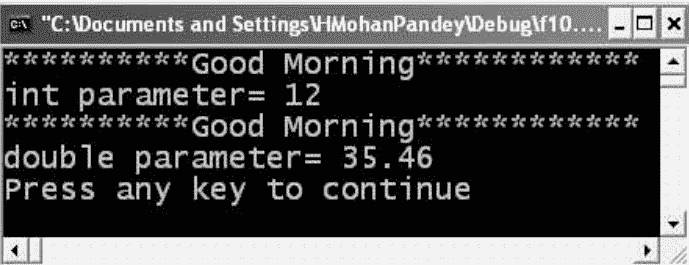 "C:\Documents and Settings\HMohanPandey\Debug\f10....
**********Good Morning************
int parameter= 12
**********Good Morning************
double parameter= 35.46
Press any key to continue